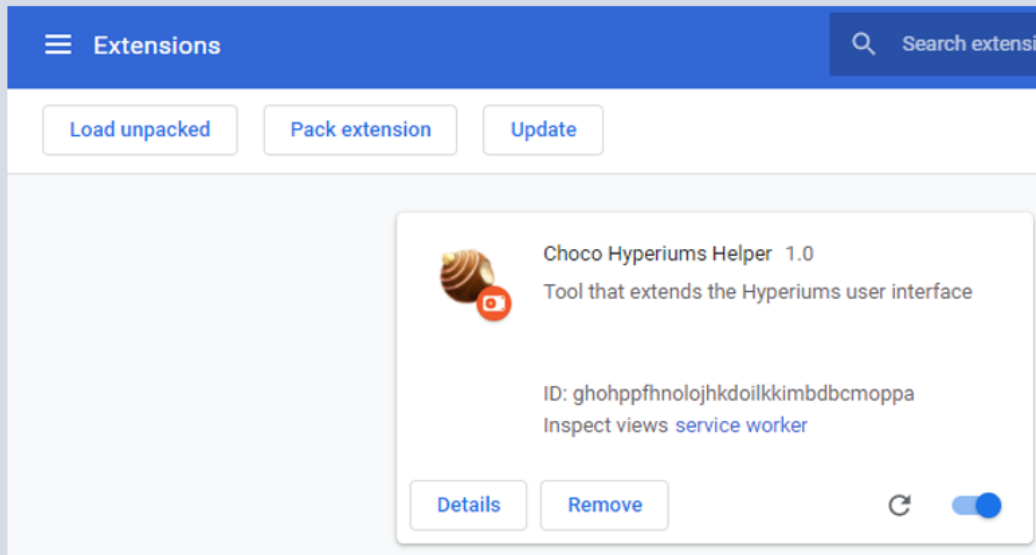 Extensions
Search extensi
Load unpacked
Pack extension
Update
Choco Hyperiums Helper 1.0
Tool that extends the Hyperiums user interface
ID: ghohppfhnolojhkdoilkkimbdbcmoppa
Inspect views service worker
Details
Remove